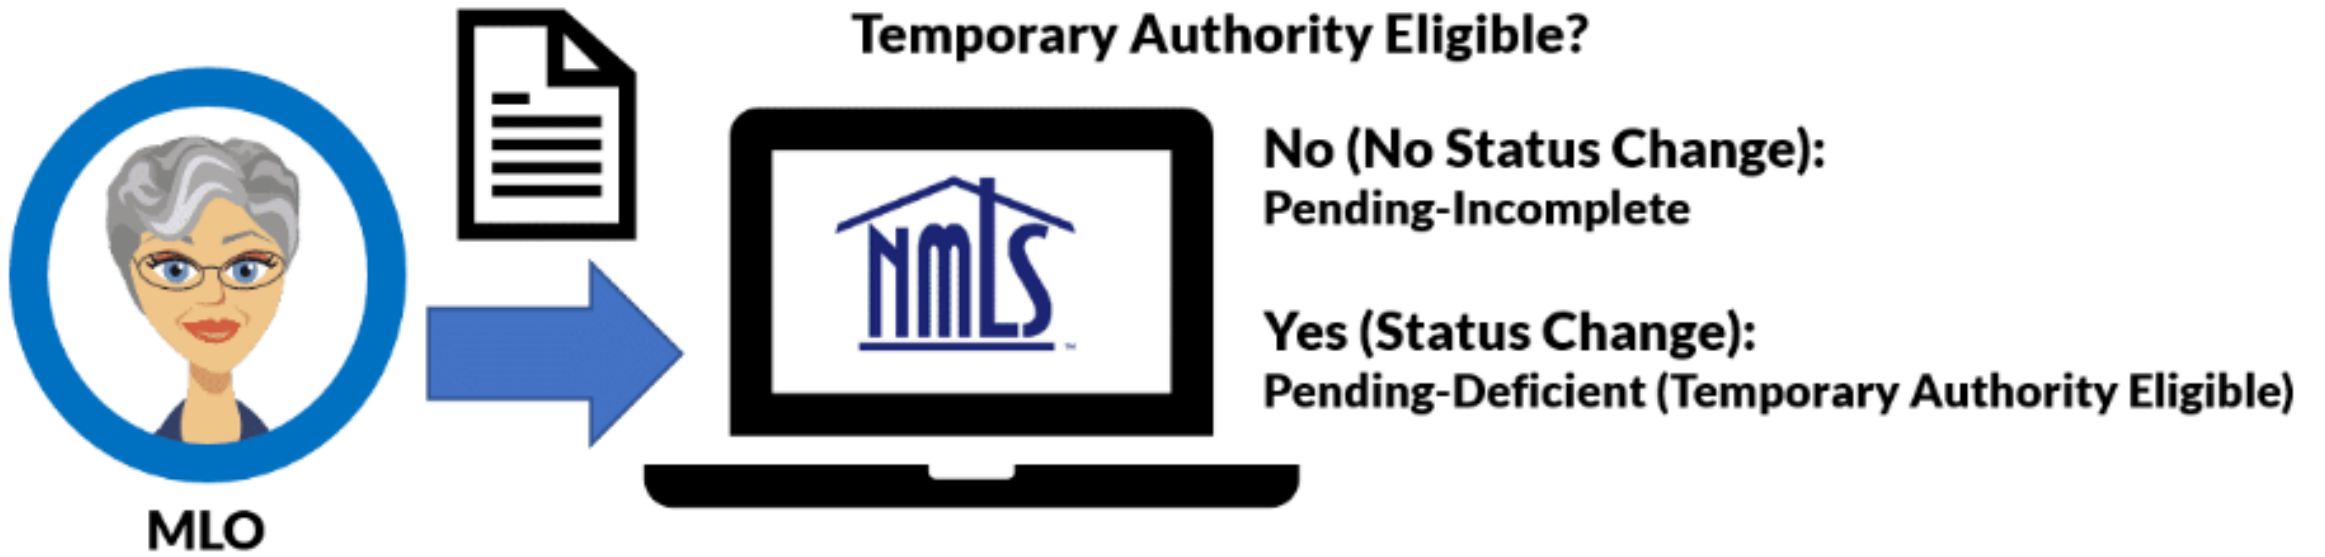 Temporary Authority Eligible?
No (No Status Change):
Pending-Incomplete
NMLS
™
Yes (Status Change):
Pending-Deficient (Temporary Authority Eligible)
MLO